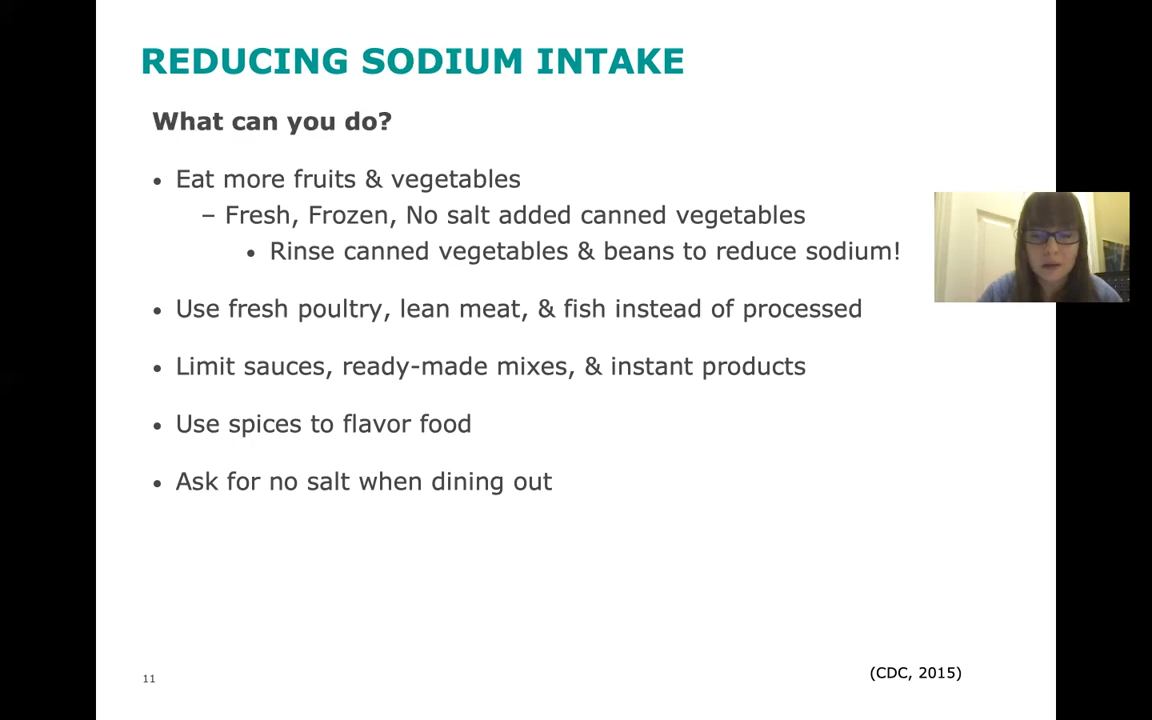 REDUCING SODIUM INTAKE
What can you do?
• Eat more fruits & vegetables
– Fresh, Frozen, No salt added canned vegetables
• Rinse canned vegetables & beans to reduce sodium!
• Use fresh poultry, lean meat, & fish instead of processed
• Limit sauces, ready-made mixes, & instant products
• Use spices to flavor food
• Ask for no salt when dining out
11
(CDC, 2015)